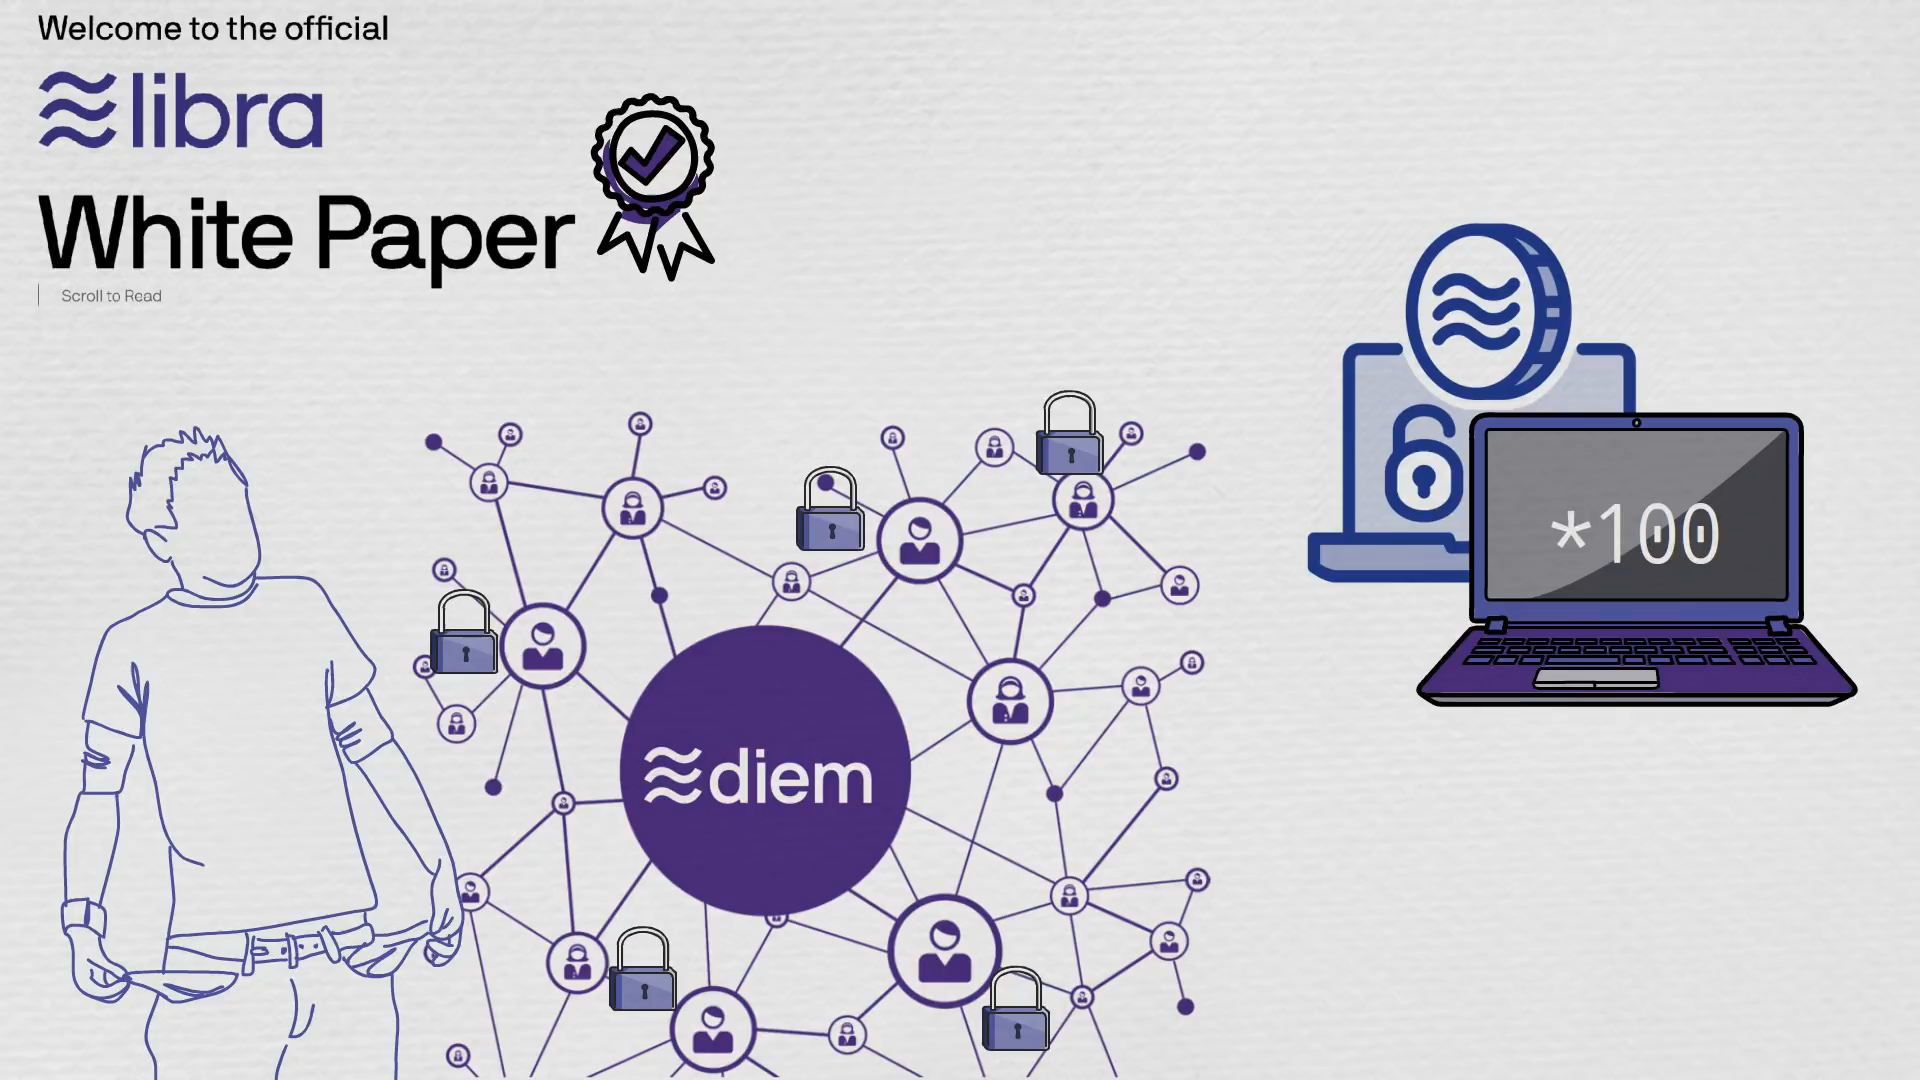 Welcome to the official
libra
White Paper
Scroll to Read
*100
diem